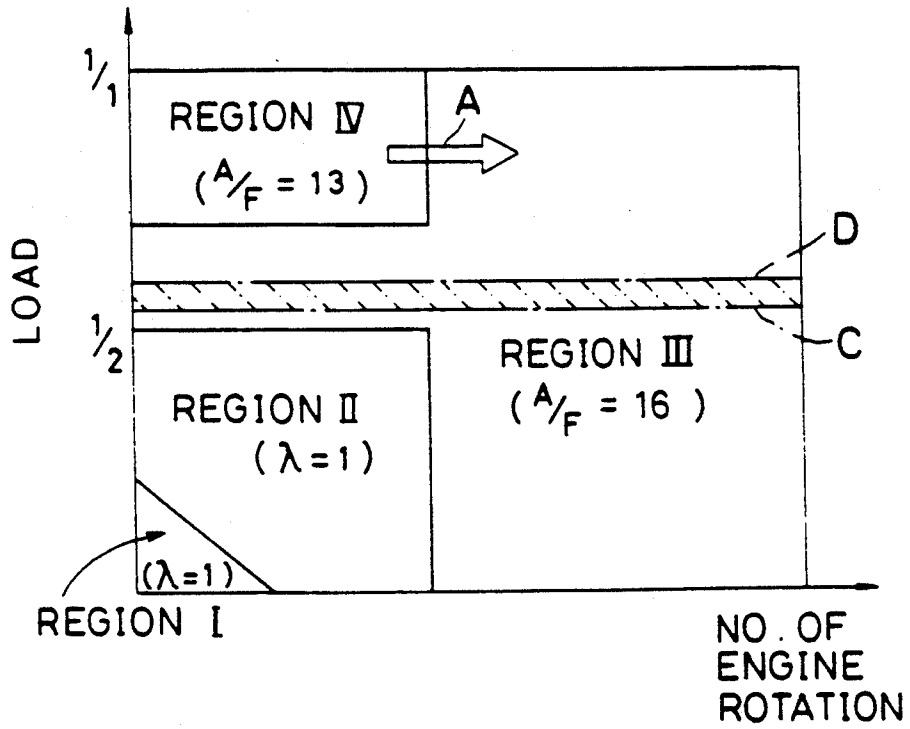 1/1
REGION IV
(A/F = 13)
A
D
LOAD
1/2
C
REGION III
(A/F = 16)
REGION II
(λ=1)
(λ=1)
REGION I
NO. OF
ENGINE
ROTATION